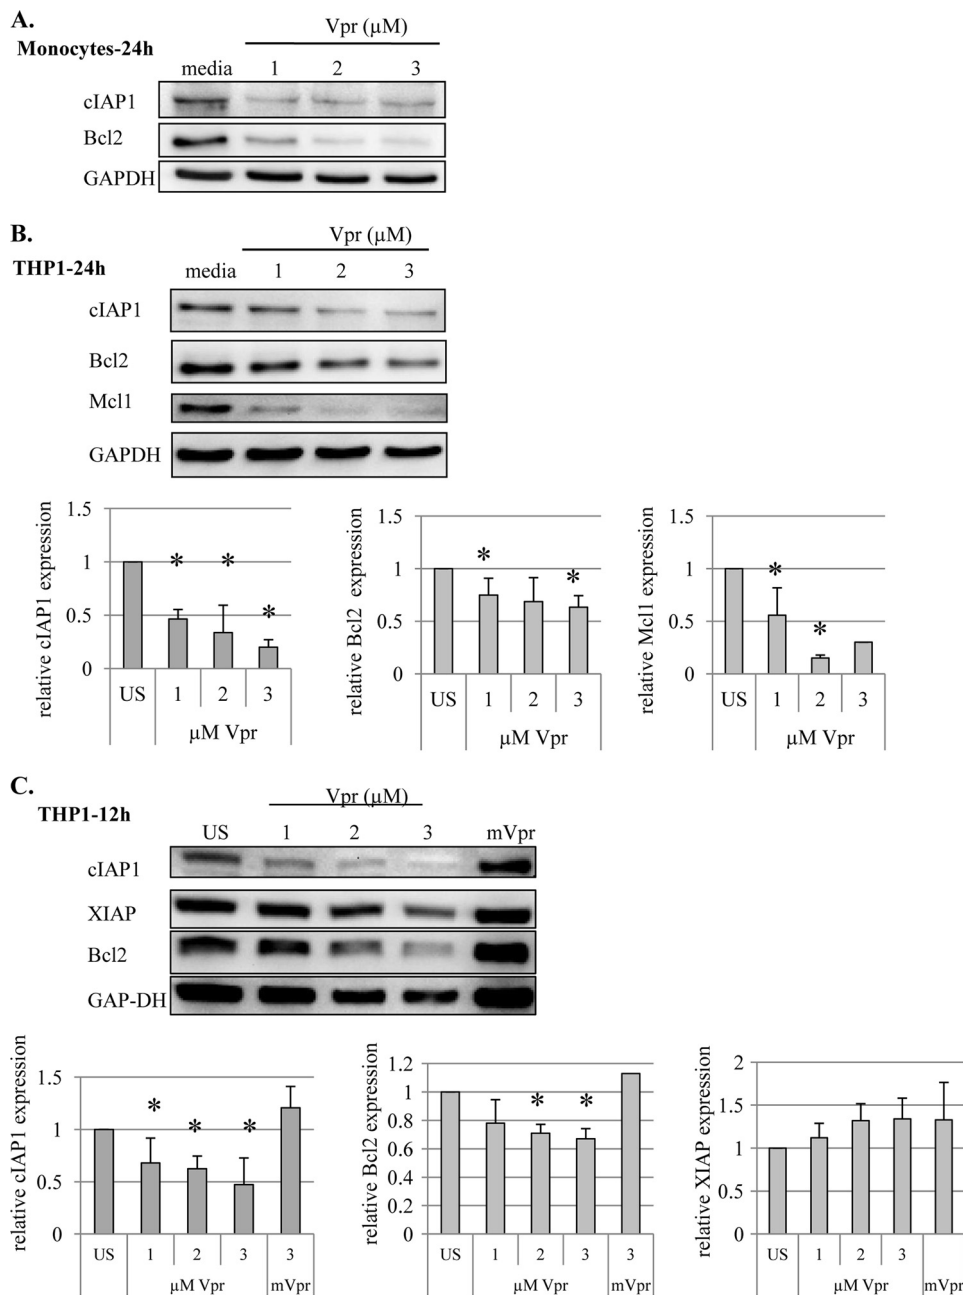 A.
Monocytes-24h
Vpr (µM)
media 1 2 3
cIAP1
Bcl2
GAPDH
B.
THP1-24h
Vpr (µM)
media 1 2 3
cIAP1
Bcl2
Mcl1
GAPDH
relative cIAP1 expression
1.5
1
0.5
0
* * *
US 1 2 3
µM Vpr
relative Bcl2 expression
1.5
1
0.5
0
* *
US 1 2 3
µM Vpr
relative Mcl1 expression
1.5
1
0.5
0
* *
US 1 2 3
µM Vpr
C.
THP1-12h
Vpr (µM)
US 1 2 3 mVpr
cIAP1
XIAP
Bcl2
GAP-DH
relative cIAP1 expression
1.5
1
0.5
0
* * *
US 1 2 3 3
µM Vpr mVpr
relative Bcl2 expression
1.2
1
0.8
0.6
0.4
0.2
0
* *
US 1 2 3 3
µM Vpr mVpr
relative XIAP expression
2
1.5
1
0.5
0
US 1 2 3
µM Vpr mVpr